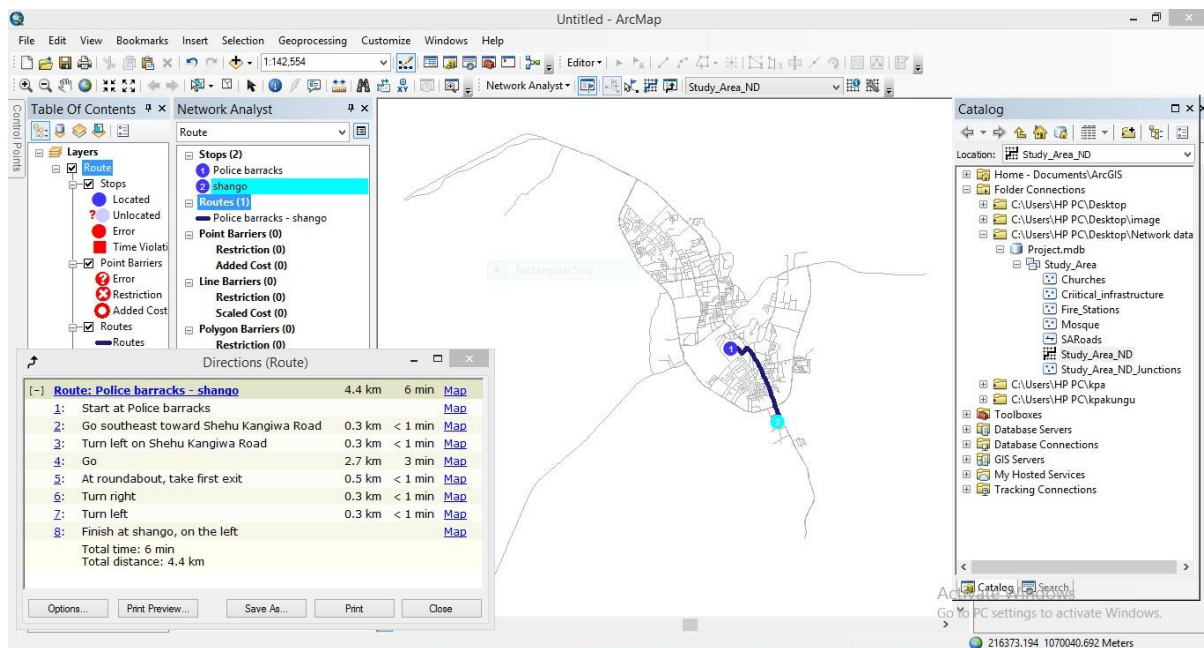 Untitled - ArcMap
File Edit View Bookmarks Insert Selection Geoprocessing Customize Windows Help
1:142,554
Editor
Network Analyst
Study_Area_ND
Control Points
Table Of Contents
Layers
Route
Stops
Located
Unlocated
Error
Time Violati
Point Barriers
Error
Restriction
Added Cost
Routes
Routes
Network Analyst
Route
Stops (2)
1 Police barracks
2 shango
Routes (1)
Police barracks - shango
Point Barriers (0)
Restriction (0)
Added Cost (0)
Line Barriers (0)
Restriction (0)
Scaled Cost (0)
Polygon Barriers (0)
Restriction (0)
Rectangular Snip
1
2
Directions (Route)
[-] Route: Police barracks - shango 4.4 km 6 min Map
1: Start at Police barracks Map
2: Go southeast toward Shehu Kangiwa Road 0.3 km < 1 min Map
3: Turn left on Shehu Kangiwa Road 0.3 km < 1 min Map
4: Go 2.7 km 3 min Map
5: At roundabout, take first exit 0.5 km < 1 min Map
6: Turn right 0.3 km < 1 min Map
7: Turn left 0.3 km < 1 min Map
8: Finish at shango, on the left Map
Total time: 6 min
Total distance: 4.4 km
Options... Print Preview... Save As... Print Close
Catalog
Location: Study_Area_ND
Home - Documents\ArcGIS
Folder Connections
C:\Users\HP PC\Desktop
C:\Users\HP PC\Desktop\image
C:\Users\HP PC\Desktop\Network data
Project.mdb
Study_Area
Churches
Criitical_infrastructure
Fire_Stations
Mosque
SARoads
Study_Area_ND
Study_Area_ND_Junctions
C:\Users\HP PC\kpa
C:\Users\HP PC\kpakungu
Toolboxes
Database Servers
Database Connections
GIS Servers
My Hosted Services
Tracking Connections
Catalog Search
Activate Windows
Go to PC settings to activate Windows.
216373.194 1070040.692 Meters